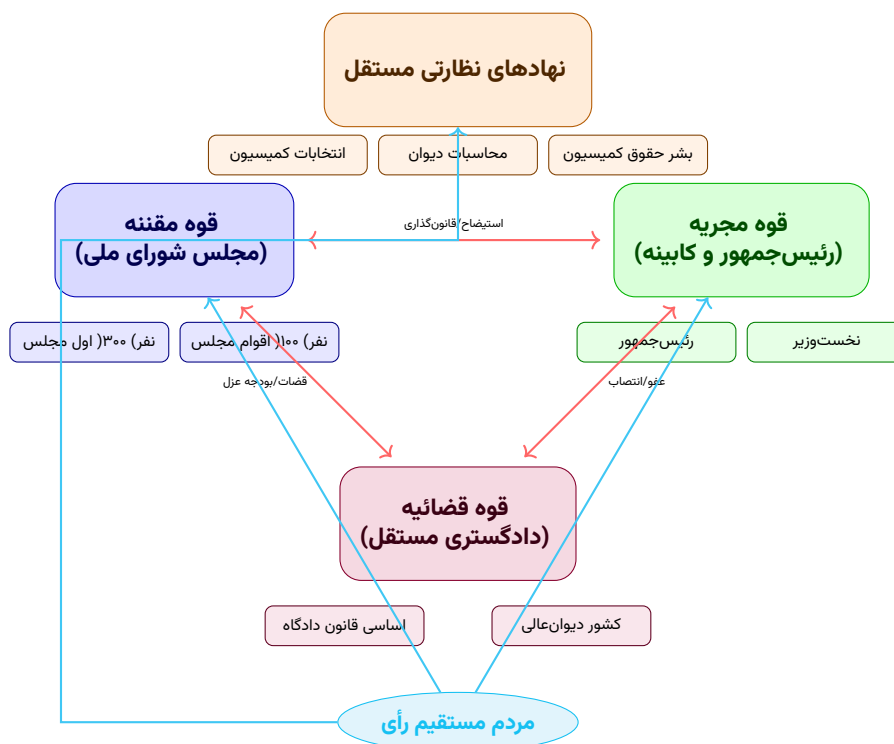 نهادهای نظارتی مستقل
بشر حقوق کمیسیون
محاسبات دیوان
انتخابات کمیسیون
قوه مجریه
(رئیس‌جمهور و کابینه)
استیضاح/قانون‌گذاری
قوه مقننه
(مجلس شورای ملی)
نخست‌وزیر
رئیس‌جمهور
نفر) ۱۰۰( اقوام مجلس
نفر) ۳۰۰( اول مجلس
عفو/انتصاب
قضات/بودجه عزل
قوه قضائیه
(دادگستری مستقل)
کشور دیوان‌عالی
اساسی قانون دادگاه
مردم مستقیم رأی